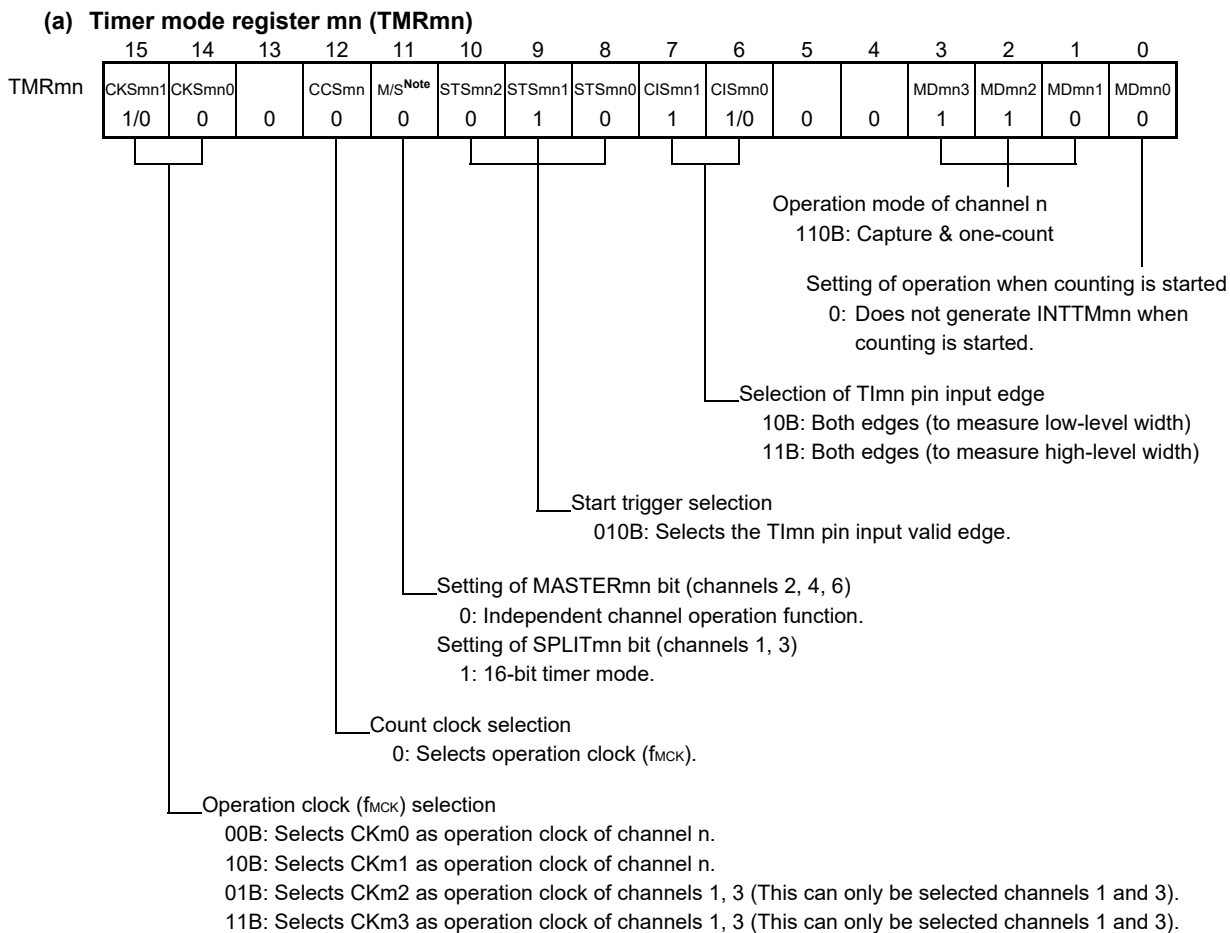 (a) Timer mode register mn (TMRmn)
15 14 13 12 11 10 9 8 7 6 5 4 3 2 1 0
TMRmn CKSmn1 CKSmn0 CCSmn M/SNote STSmn2 STSmn1 STSmn0 CISmn1 CISmn0 MDmn3 MDmn2 MDmn1 MDmn0
1/0 0 0 0 0 0 1 0 1 1/0 0 0 1 1 0 0
Operation mode of channel n
110B: Capture & one-count
Setting of operation when counting is started
0: Does not generate INTTMmn when
counting is started.
Selection of TImn pin input edge
10B: Both edges (to measure low-level width)
11B: Both edges (to measure high-level width)
Start trigger selection
010B: Selects the TImn pin input valid edge.
Setting of MASTERmn bit (channels 2, 4, 6)
0: Independent channel operation function.
Setting of SPLITmn bit (channels 1, 3)
1: 16-bit timer mode.
Count clock selection
0: Selects operation clock (fMCK).
Operation clock (fMCK) selection
00B: Selects CKm0 as operation clock of channel n.
10B: Selects CKm1 as operation clock of channel n.
01B: Selects CKm2 as operation clock of channels 1, 3 (This can only be selected channels 1 and 3).
11B: Selects CKm3 as operation clock of channels 1, 3 (This can only be selected channels 1 and 3).